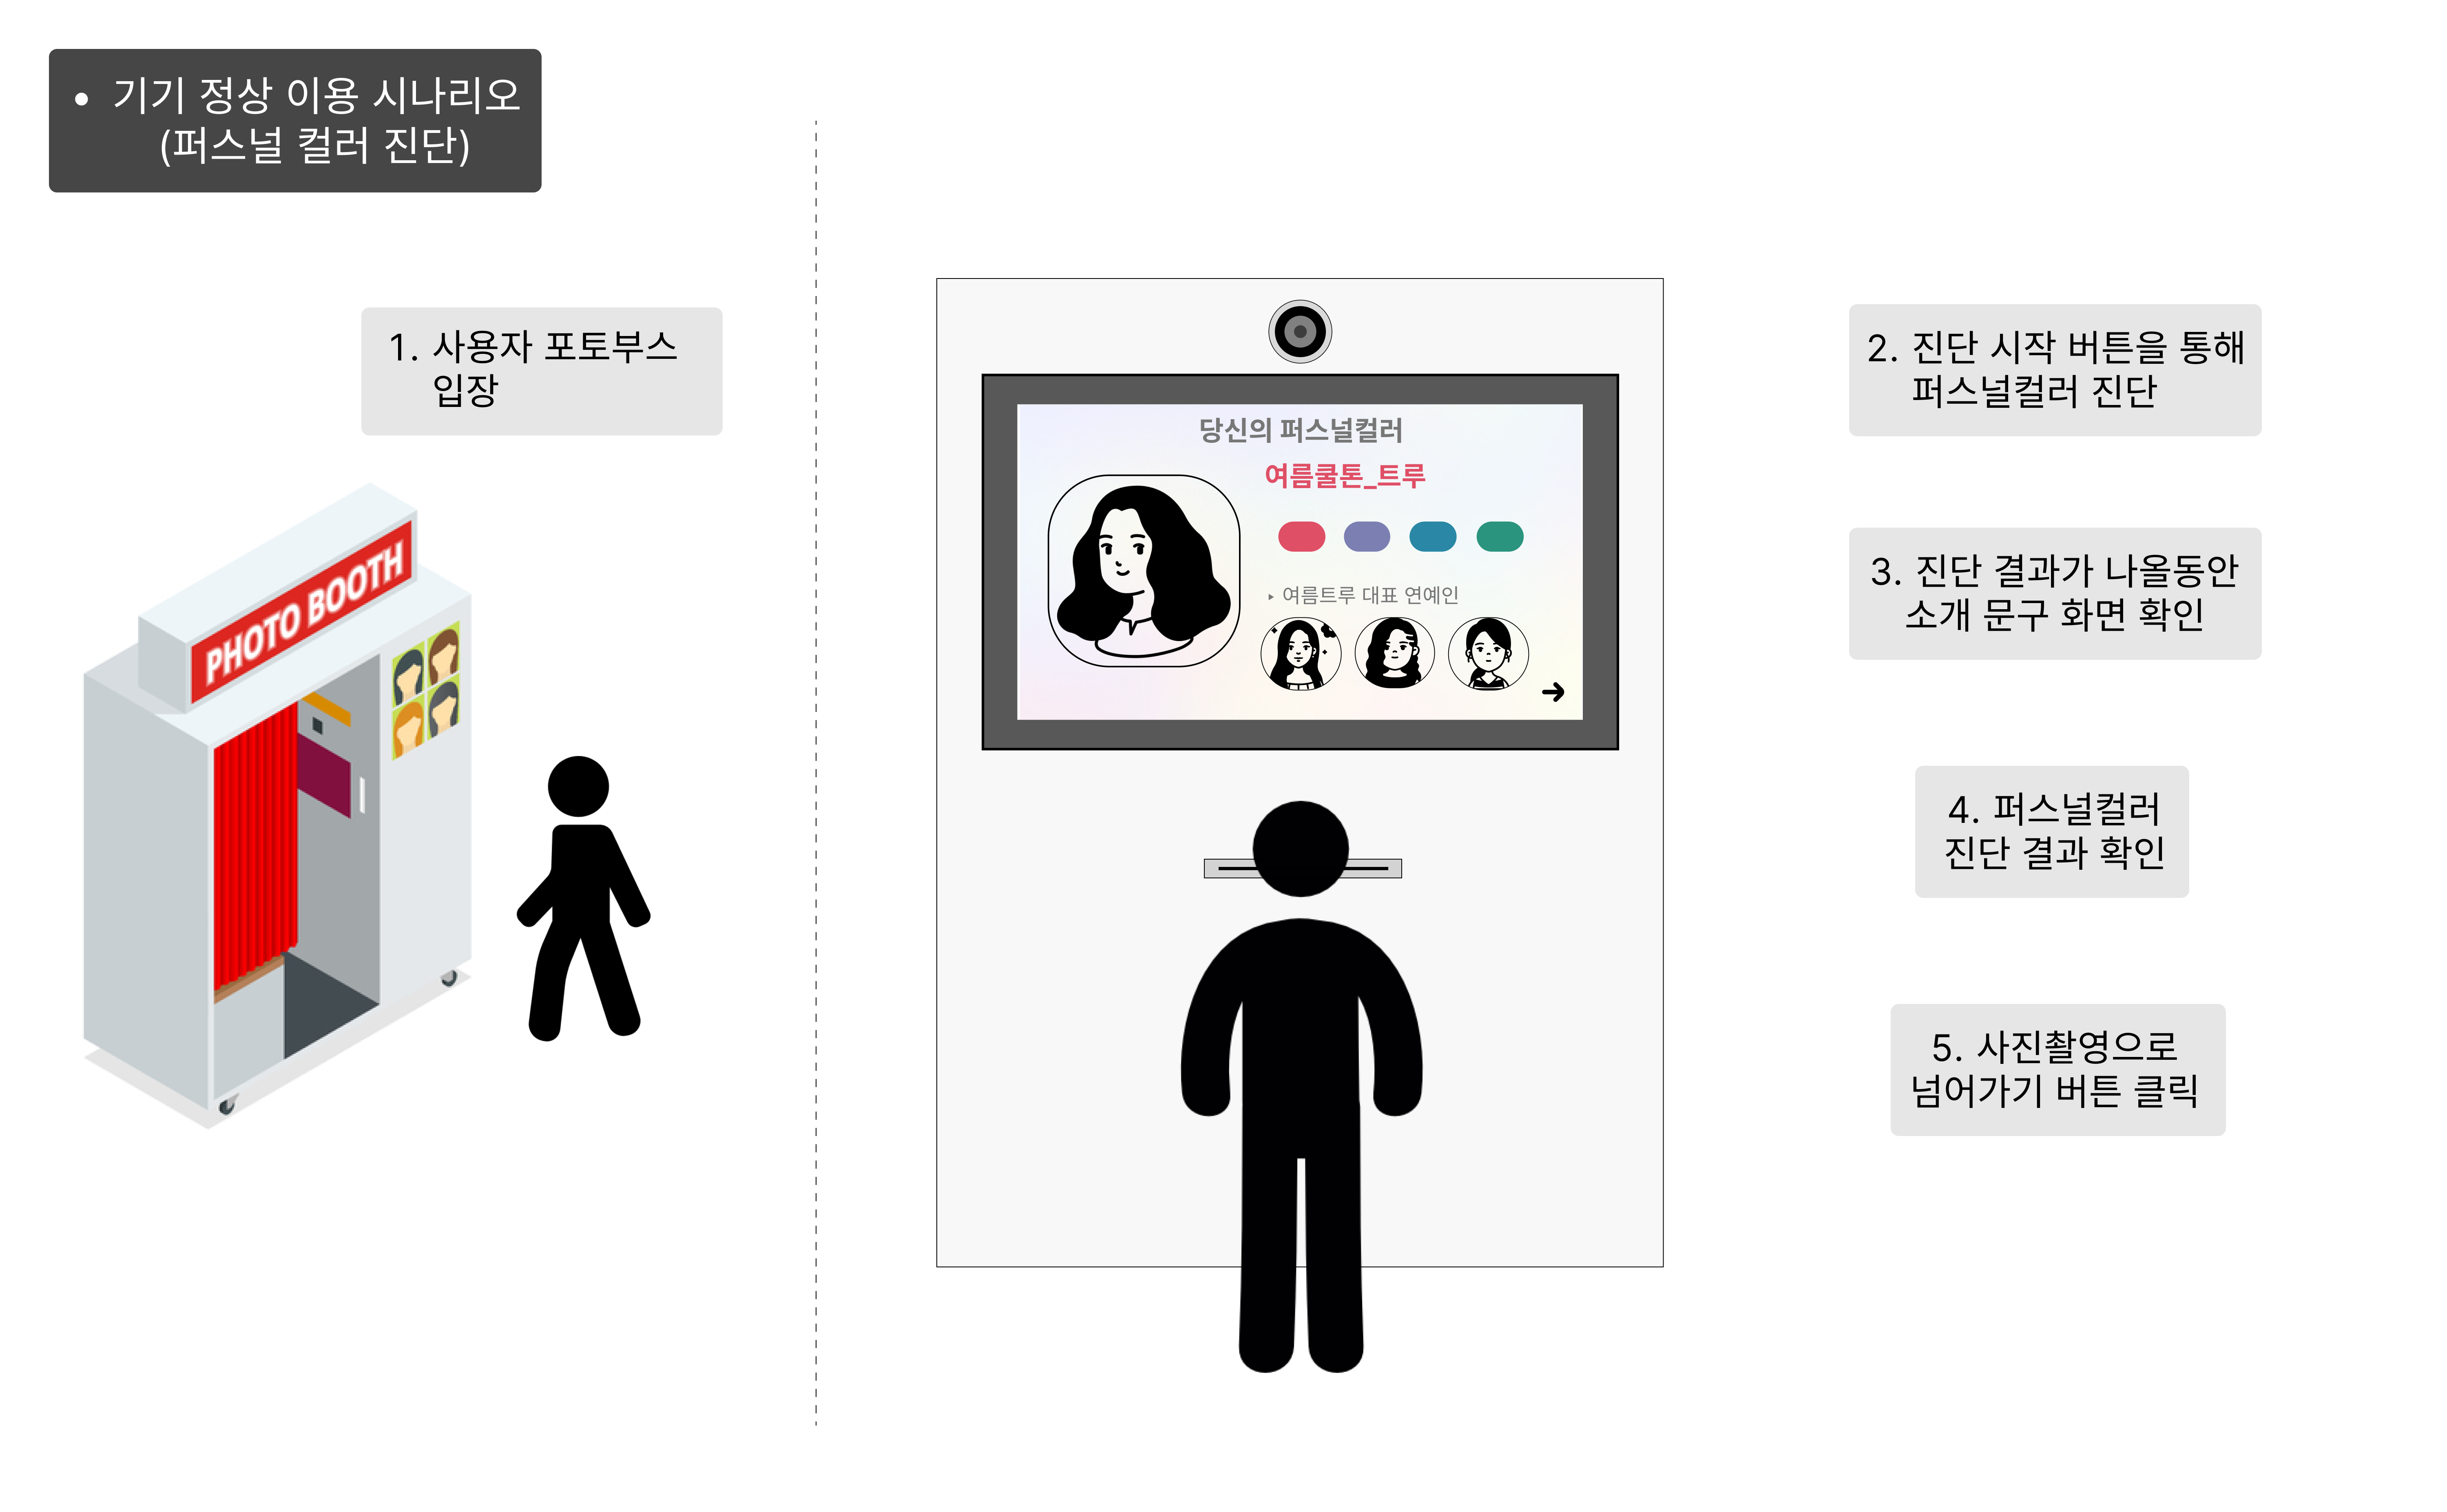 • 기기 정상 이용 시나리오
(퍼스널 컬러 진단)
1. 사용자 포토부스
입장
PHOTO BOOTH
당신의 퍼스널컬러
여름쿨톤_트루
▸ 여름트루 대표 연예인
2. 진단 시작 버튼을 통해
퍼스널컬러 진단
3. 진단 결과가 나올동안
소개 문구 화면 확인
4. 퍼스널컬러
진단 결과 확인
5. 사진촬영으로
넘어가기 버튼 클릭